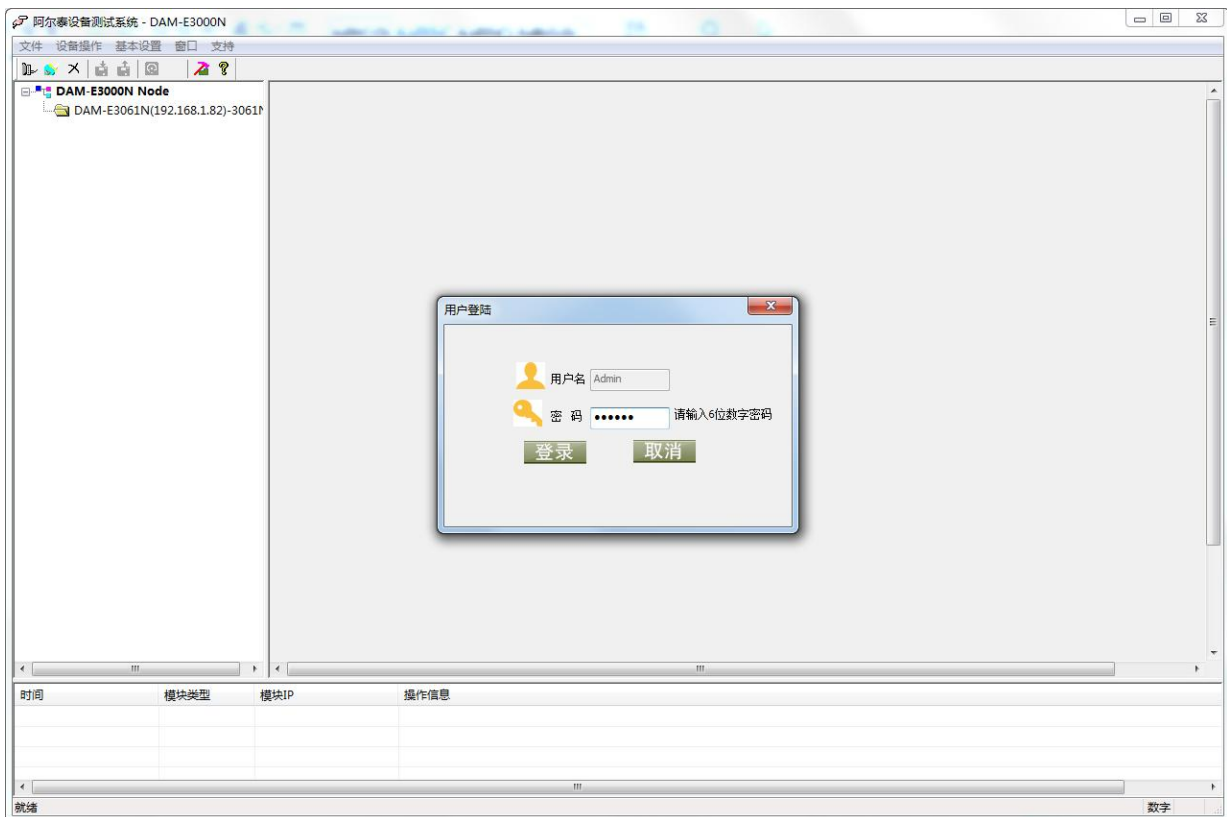 阿尔泰设备测试系统 - DAM-E3000N
文件 设备操作 基本设置 窗口 支持
DAM-E3000N Node
DAM-E3061N(192.168.1.82)-3061N
用户登陆
用户名 Admin
密 码 ●●●●●● 请输入6位数字密码
登录 取消
时间 模块类型 模块IP 操作信息
就绪 数字